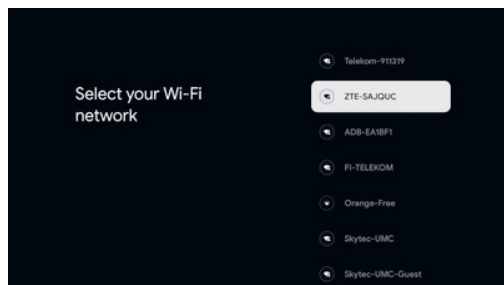 Select your Wi-Fi
network
Telekom-911319
ZTE-SAJQUC
ADB-EA1BF1
FI-TELEKOM
Orange-Free
Skytec-UMC
Skytec-UMC-Guest